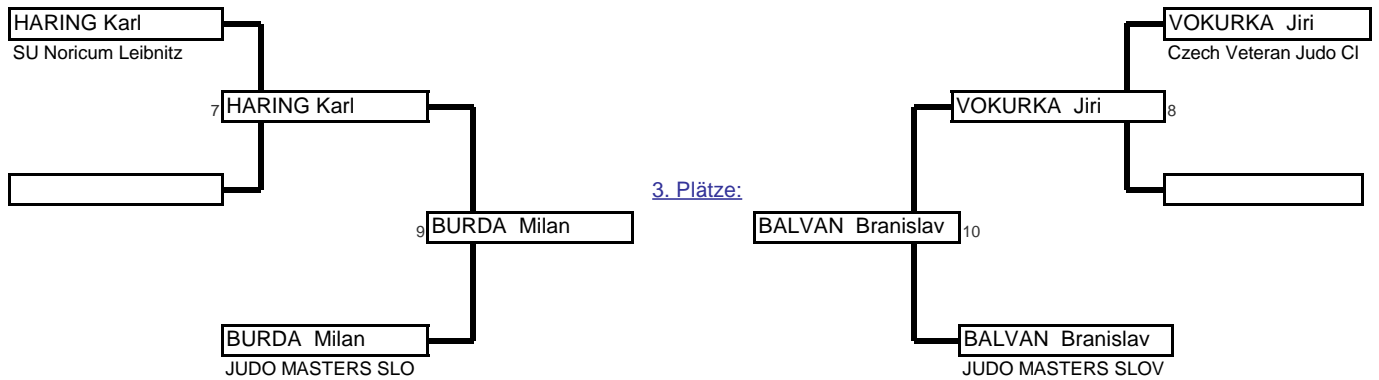 HARING Karl
SU Noricum Leibnitz
7 HARING Karl
9 BURDA Milan
BURDA Milan
JUDO MASTERS SLO
3. Plätze:
VOKURKA Jiri
Czech Veteran Judo Cl
VOKURKA Jiri 8
BALVAN Branislav 10
BALVAN Branislav
JUDO MASTERS SLOV